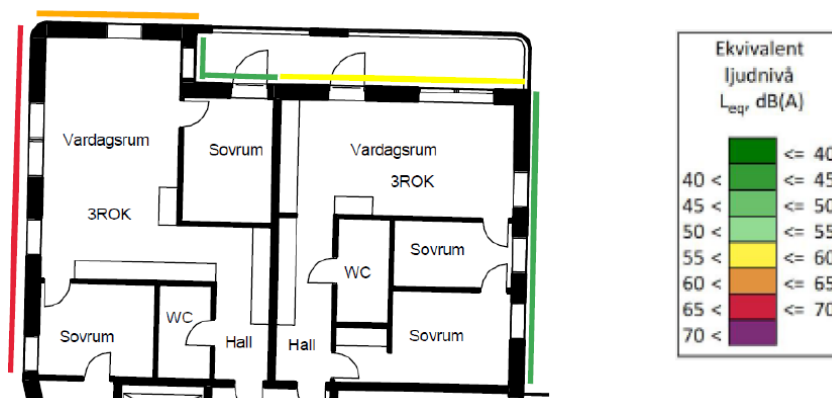 Vardagsrum
3ROK
Sovrum
Sovrum
WC
Hall
Vardagsrum
3ROK
WC
Sovrum
Sovrum
Hall
Ekvivalent
ljudnivå
Leqr, dB(A)
<= 40
40 < <= 45
45 < <= 50
50 < <= 55
55 < <= 60
60 < <= 65
65 < <= 70
70 <